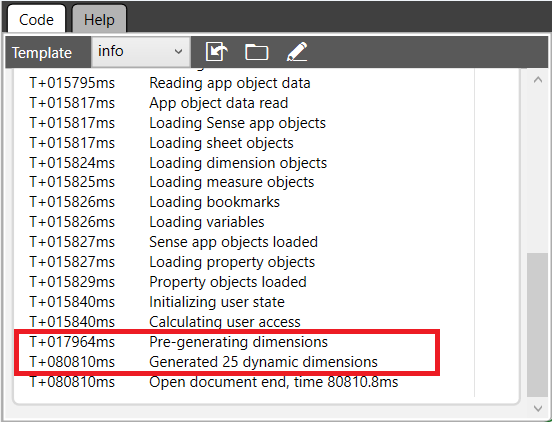 Code Help
Template info
T+015795ms Reading app object data
T+015817ms App object data read
T+015817ms Loading Sense app objects
T+015817ms Loading sheet objects
T+015824ms Loading dimension objects
T+015825ms Loading measure objects
T+015826ms Loading bookmarks
T+015826ms Loading variables
T+015827ms Sense app objects loaded
T+015827ms Loading property objects
T+015829ms Property objects loaded
T+015840ms Initializing user state
T+015840ms Calculating user access
T+017964ms Pre-generating dimensions
T+080810ms Generated 25 dynamic dimensions
T+080810ms Open document end, time 80810.8ms